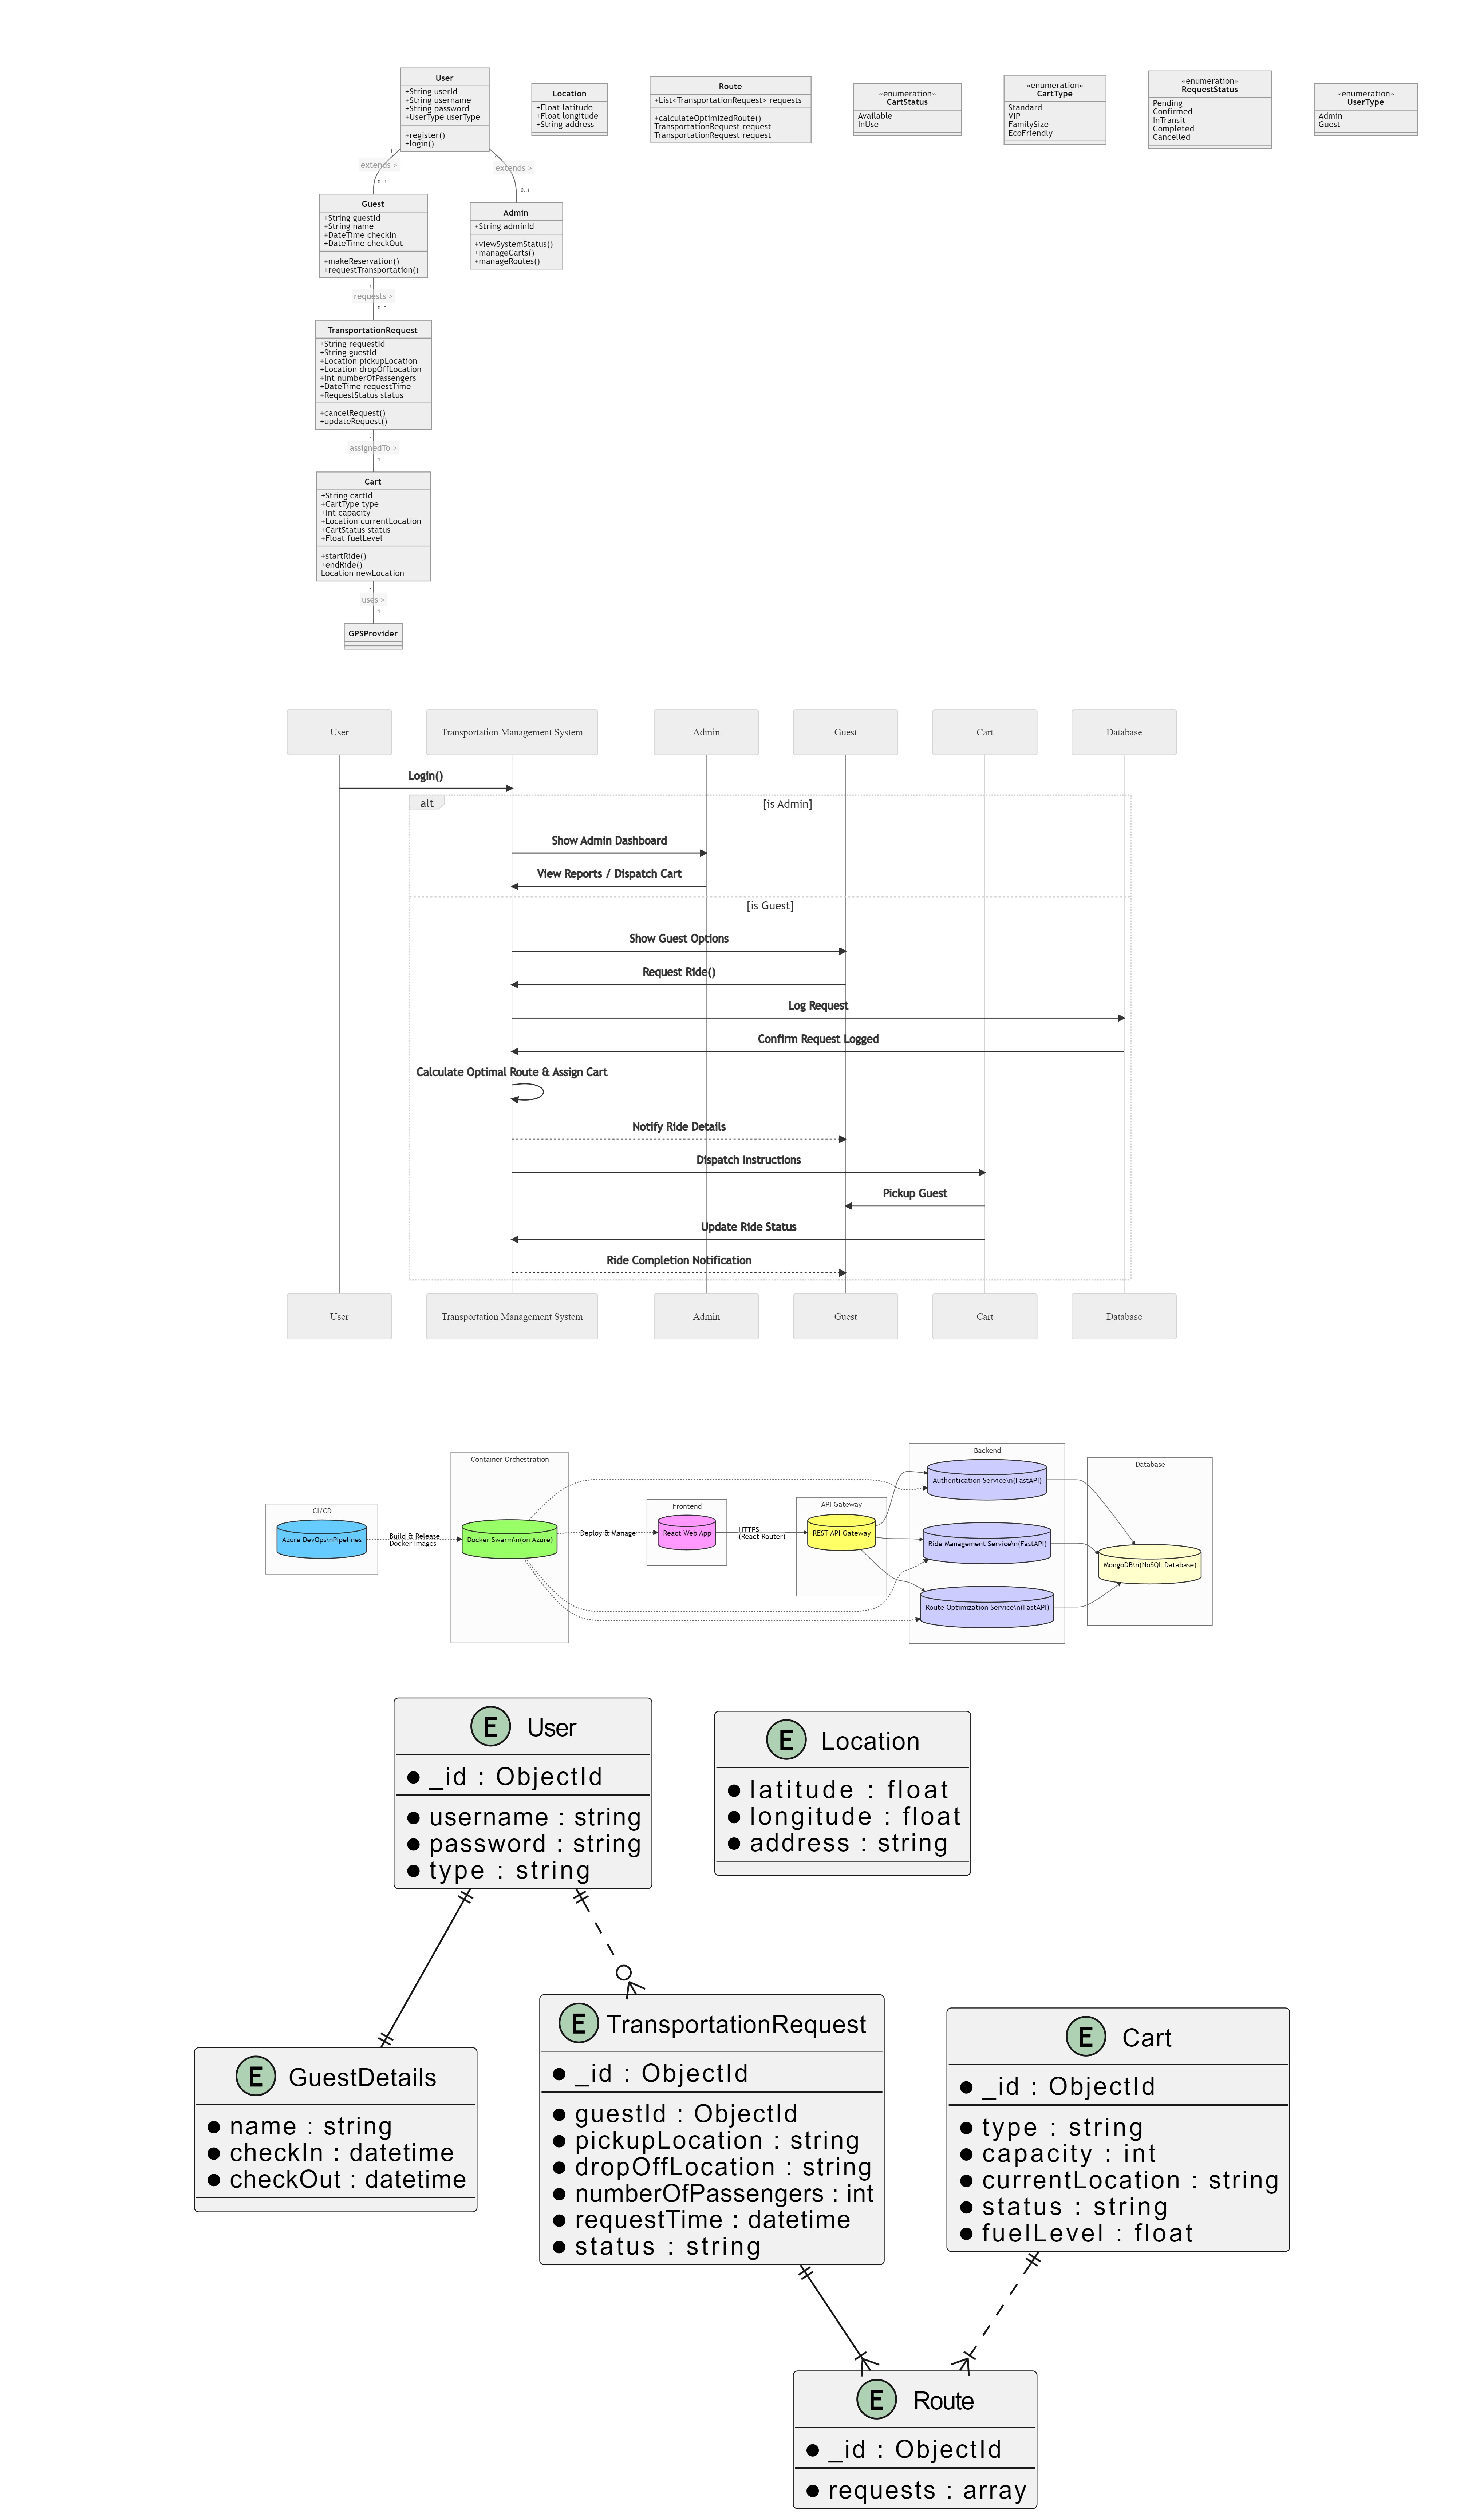 User
+String userId
+String username
+String password
+UserType userType
+register()
+login()
Location
+Float latitude
+Float longitude
+String address
Route
+List<TransportationRequest> requests
+calculateOptimizedRoute()
TransportationRequest request
TransportationRequest request
«enumeration»
CartStatus
Available
InUse
«enumeration»
CartType
Standard
VIP
FamilySize
EcoFriendly
«enumeration»
RequestStatus
Pending
Confirmed
InTransit
Completed
Cancelled
«enumeration»
UserType
Admin
Guest
1
extends >
0..1
1
extends >
0..1
Guest
+String guestId
+String name
+DateTime checkIn
+DateTime checkOut
+makeReservation()
+requestTransportation()
Admin
+String adminId
+viewSystemStatus()
+manageCarts()
+manageRoutes()
1
requests >
0..*
TransportationRequest
+String requestId
+String guestId
+Location pickupLocation
+Location dropOffLocation
+Int numberOfPassengers
+DateTime requestTime
+RequestStatus status
+cancelRequest()
+updateRequest()
*
assignedTo >
1
Cart
+String cartId
+CartType type
+Int capacity
+Location currentLocation
+CartStatus status
+Float fuelLevel
+startRide()
+endRide()
Location newLocation
*
uses >
1
GPSProvider
User
Transportation Management System
Admin
Guest
Cart
Database
Login()
alt
[is Admin]
Show Admin Dashboard
View Reports / Dispatch Cart
[is Guest]
Show Guest Options
Request Ride()
Log Request
Confirm Request Logged
Calculate Optimal Route & Assign Cart
Notify Ride Details
Dispatch Instructions
Pickup Guest
Update Ride Status
Ride Completion Notification
User
Transportation Management System
Admin
Guest
Cart
Database
CI/CD
Azure DevOps\nPipelines
Build & Release
Docker Images
Container Orchestration
Docker Swarm\n(on Azure)
Deploy & Manage
Frontend
React Web App
HTTPS
(React Router)
API Gateway
REST API Gateway
Backend
Authentication Service\n(FastAPI)
Ride Management Service\n(FastAPI)
Route Optimization Service\n(FastAPI)
Database
MongoDB\n(NoSQL Database)
E User
_id : ObjectId
username : string
password : string
type : string
E Location
latitude : float
longitude : float
address : string
E GuestDetails
name : string
checkIn : datetime
checkOut : datetime
E TransportationRequest
_id : ObjectId
guestId : ObjectId
pickupLocation : string
dropOffLocation : string
numberOfPassengers : int
requestTime : datetime
status : string
E Cart
_id : ObjectId
type : string
capacity : int
currentLocation : string
status : string
fuelLevel : float
E Route
_id : ObjectId
requests : array